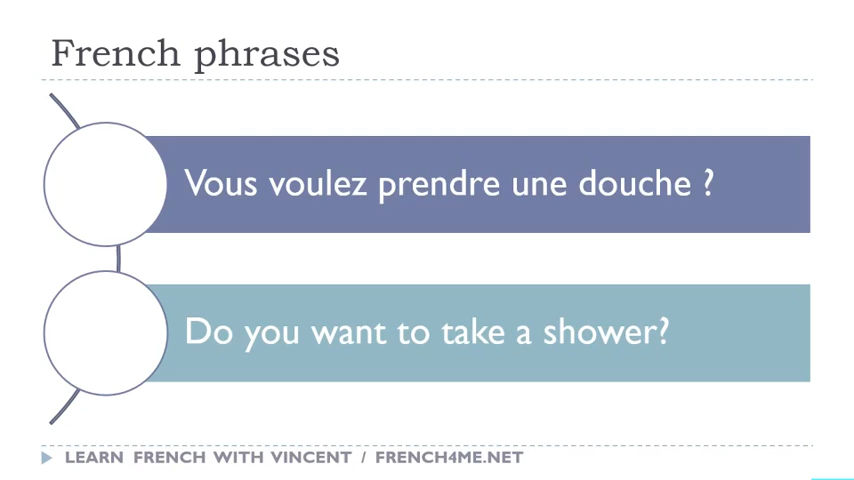 French phrases
Vous voulez prendre une douche ?
Do you want to take a shower?
LEARN FRENCH WITH VINCENT / FRENCH4ME.NET